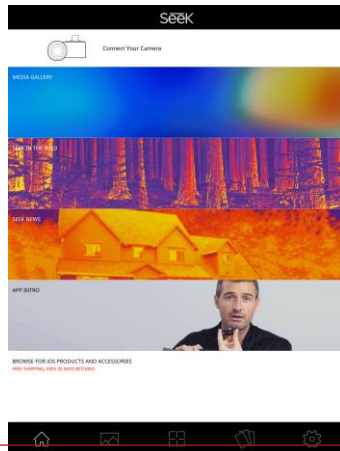 Seek
Connect Your Camera
MEDIA GALLERY
SEEK IN THE WILD
SEEK NEWS
APP INTRO
BROWSE FOR iOS PRODUCTS AND ACCESSORIES
FREE SHIPPING, FREE 30 DAYS RETURNS